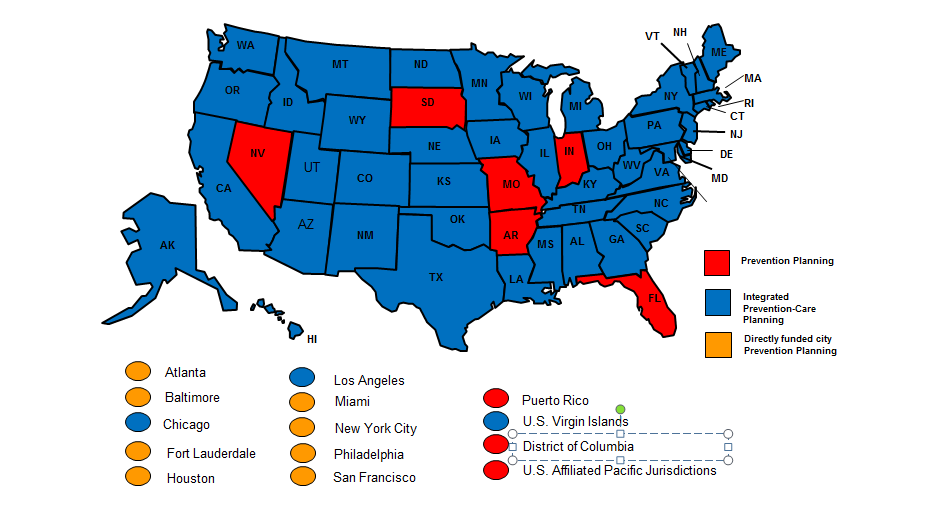 WA
OR
CA
NV
ID
MT
WY
UT
AZ
CO
NM
ND
SD
NE
KS
OK
TX
MN
IA
MO
AR
LA
WI
IL
MI
IN
OH
KY
TN
MS
AL
GA
FL
SC
NC
VA
WV
PA
NY
VT
NH
ME
MA
RI
CT
NJ
DE
MD
AK
HI
Prevention Planning
Integrated
Prevention-Care
Planning
Directly funded city
Prevention Planning
Atlanta
Baltimore
Chicago
Fort Lauderdale
Houston
Los Angeles
Miami
New York City
Philadelphia
San Francisco
Puerto Rico
U.S. Virgin Islands
District of Columbia
U.S. Affiliated Pacific Jurisdictions